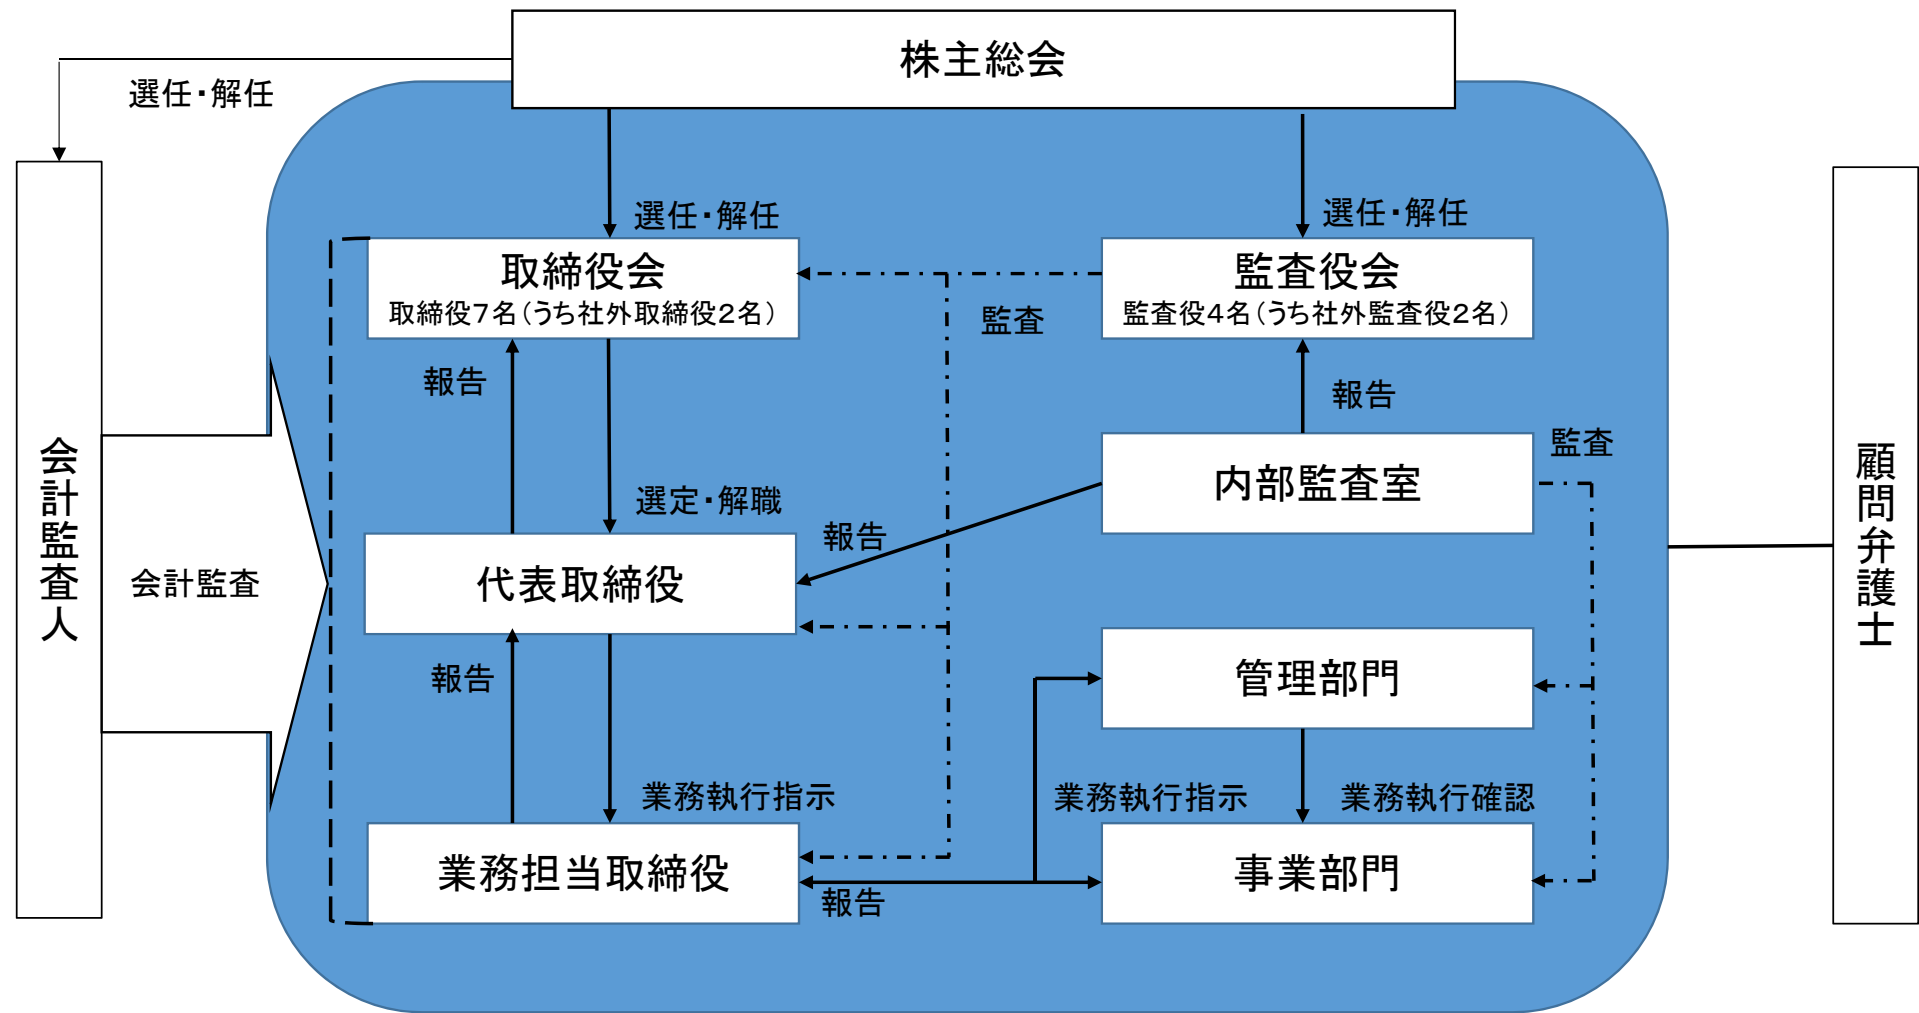 株主総会
選任・解任
選任・解任
選任・解任
取締役会
取締役7名(うち社外取締役2名)
監査役会
監査役4名(うち社外監査役2名)
監査
報告
報告
監査
会計監査人
内部監査室
顧問弁護士
選定・解職
報告
会計監査
代表取締役
報告
管理部門
業務執行指示
業務執行指示
業務執行確認
業務担当取締役
事業部門
報告